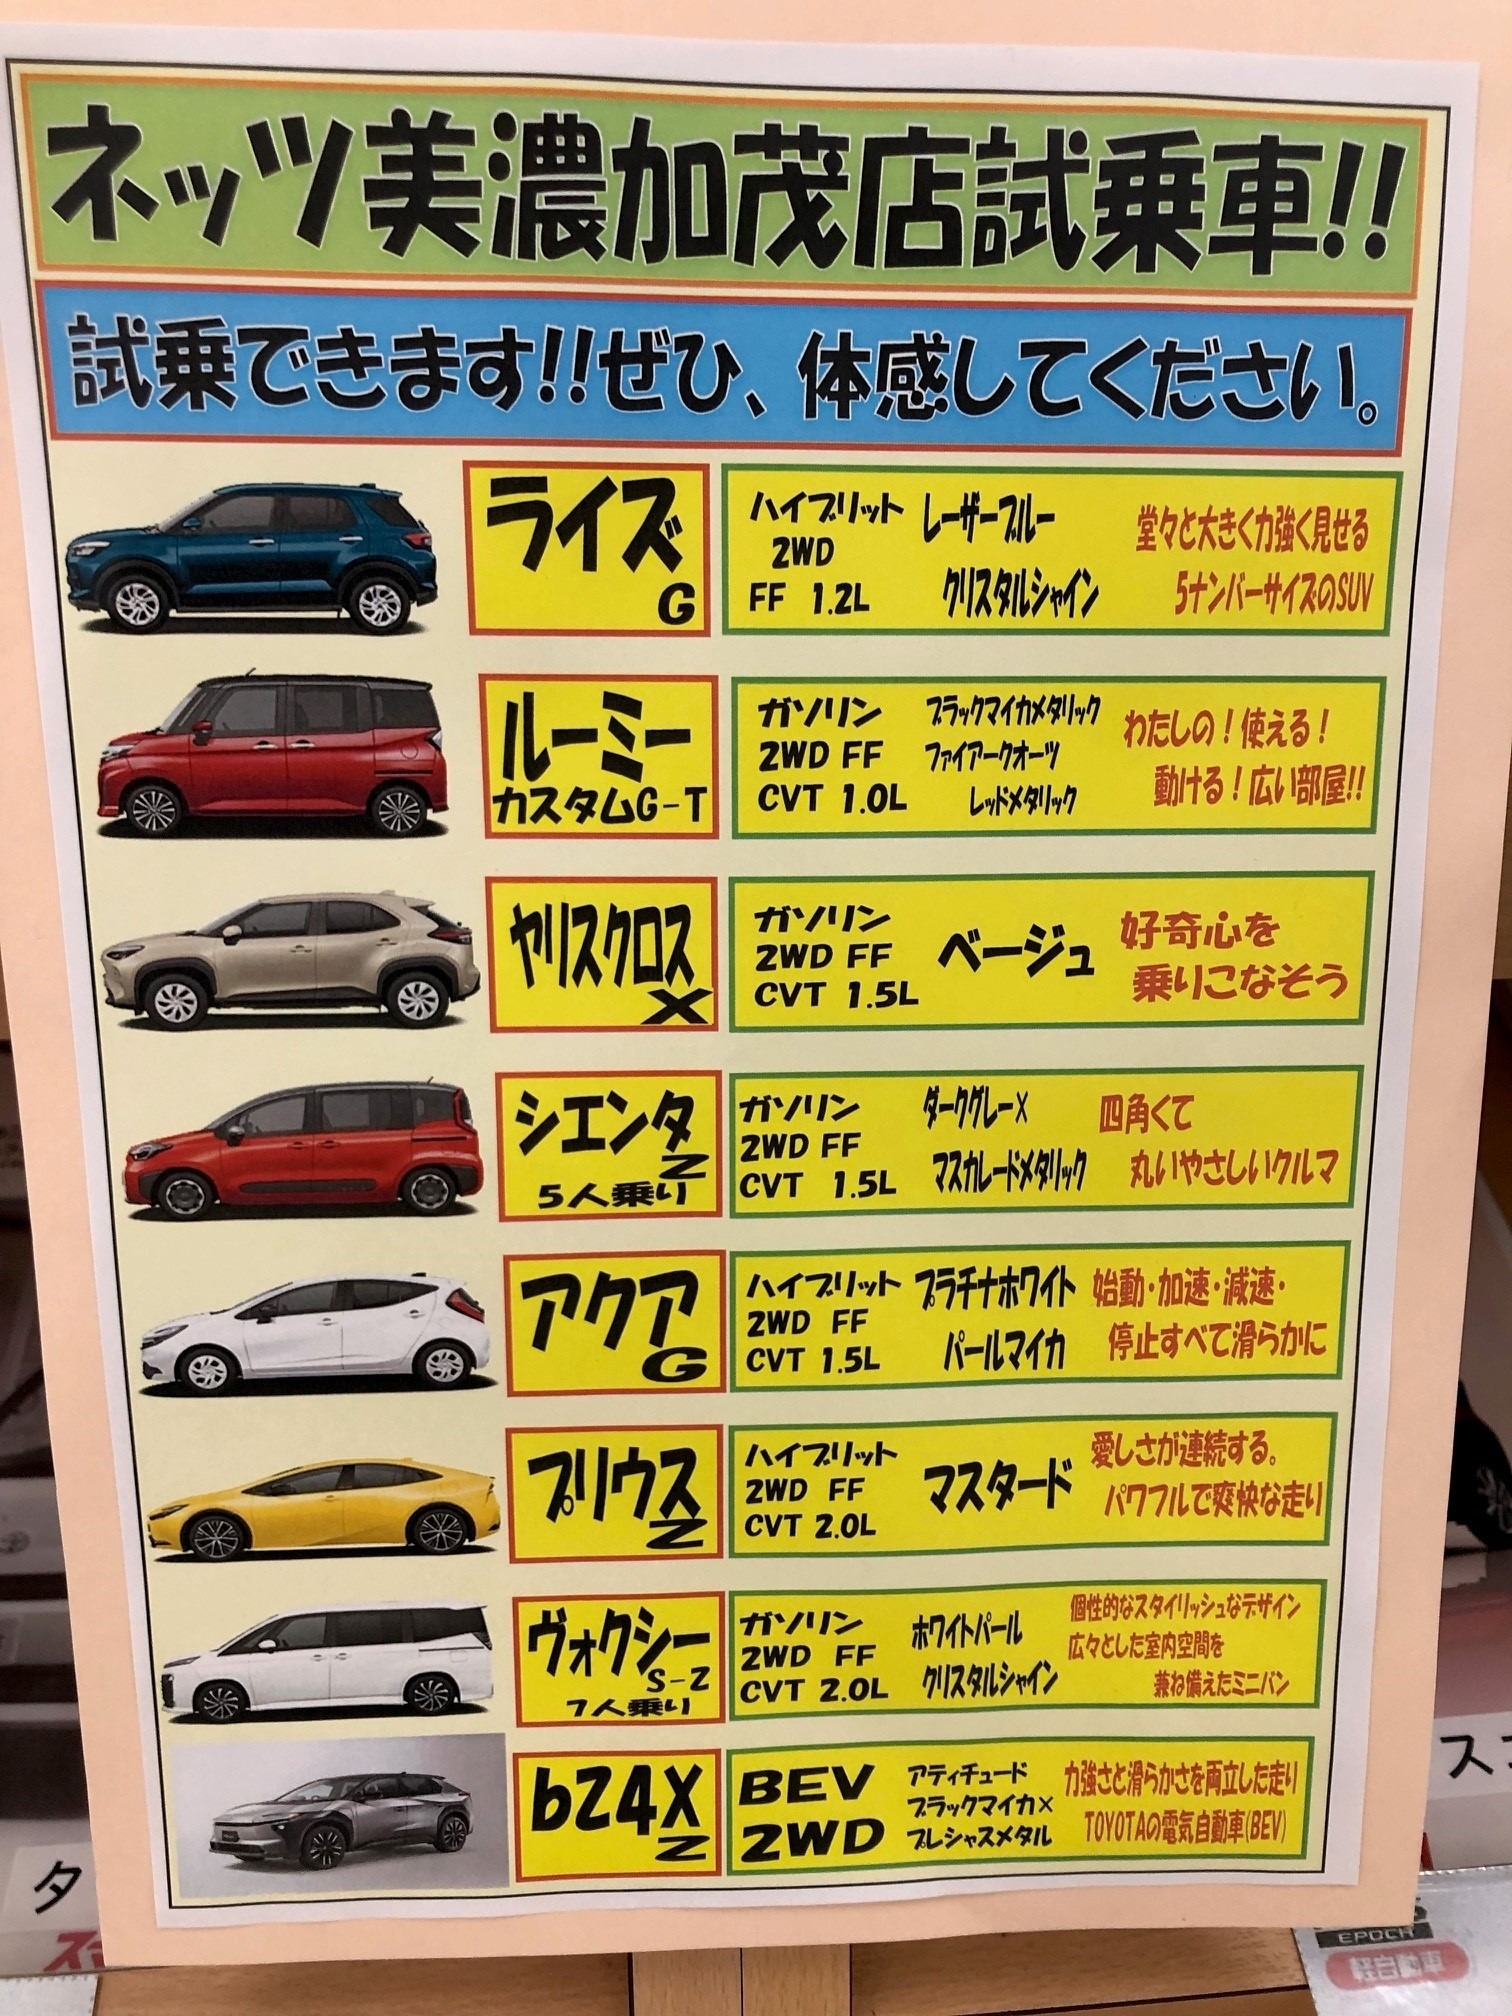 ネッツ美濃加茂店試乗車!!
試乗できます!!ぜひ、体感してください。
ライズ
G
ハイブリット
2WD
FF 1.2L
レーザーブルー
クリスタルシャイン
堂々と大きく力強く見せる
5ナンバーサイズのSUV
ルーミー
カスタムG-T
ガソリン
2WD FF
CVT 1.0L
ブラックマイカメタリック
ファイアークオーツ
レッドメタリック
わたしの！使える！
動ける！広い部屋!!
ヤリスクロス
X
ガソリン
2WD FF
CVT 1.5L
ベージュ
好奇心を
乗りこなそう
シエンタ
Z
5人乗り
ガソリン
2WD FF
CVT 1.5L
ダークグレー×
マスカレードメタリック
四角くて
丸いやさしいクルマ
アクア
G
ハイブリット
2WD FF
CVT 1.5L
プラチナホワイト
パールマイカ
始動・加速・減速・
停止すべて滑らかに
プリウス
Z
ハイブリット
2WD FF
CVT 2.0L
マスタード
愛しさが連続する。
パワフルで爽快な走り
ヴォクシー
S-Z
7人乗り
ガソリン
2WD FF
CVT 2.0L
ホワイトパール
クリスタルシャイン
個性的なスタイリッシュなデザイン
広々とした室内空間を
兼ね備えたミニバン
bZ4X
Z
BEV
2WD
アティチュード
ブラックマイカ×
プレシャスメタル
力強さと滑らかさを両立した走り
TOYOTAの電気自動車(BEV)
タ
ス
EPOCH
軽自動車